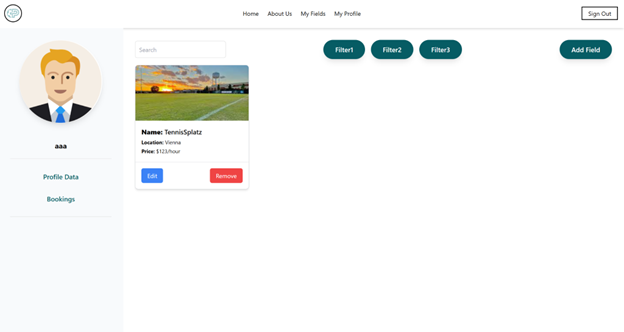 Home About Us My Fields My Profile Sign Out
Search Filter1 Filter2 Filter3 Add Field
aaa
Profile Data
Bookings
Name: TennisSplatz
Location: Vienna
Price: $123/hour
Edit Remove